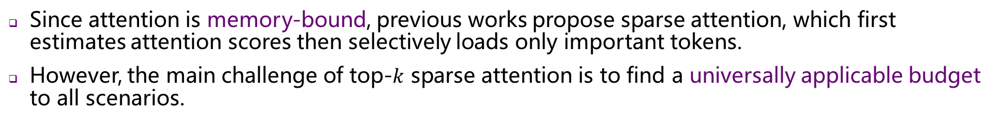 Since attention is memory-bound, previous works propose sparse attention, which first
estimates attention scores then selectively loads only important tokens.
However, the main challenge of top-k sparse attention is to find a universally applicable budget
to all scenarios.